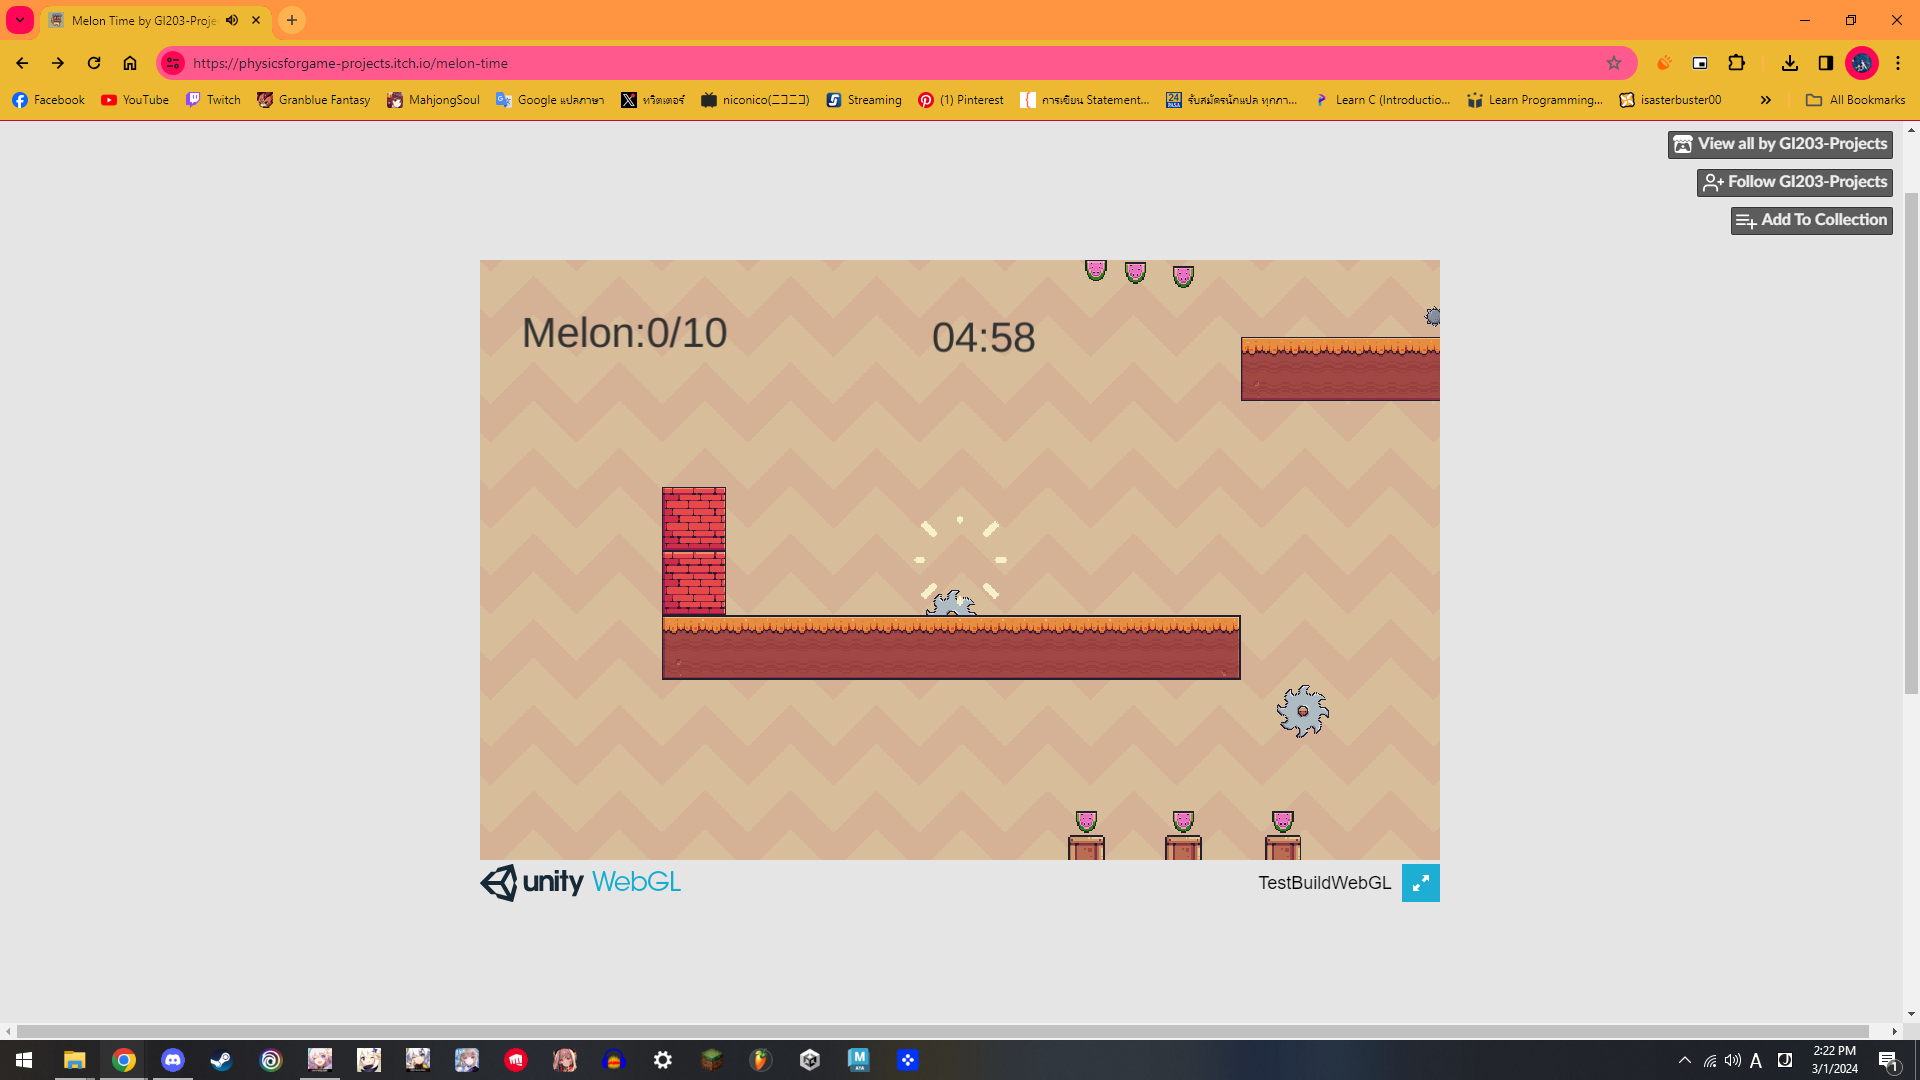 Melon Time by GI203-Proje
https://physicsforgame-projects.itch.io/melon-time
Facebook
YouTube
Twitch
Granblue Fantasy
MahjongSoul
Google แปลภาษา
ทวิตเตอร์
niconico(ニコニコ)
Streaming
(1) Pinterest
การเขียน Statement...
รับสมัครนักแปล ทุกภา...
Learn C (Introductio...
Learn Programming,...
isasterbuster00
All Bookmarks
View all by GI203-Projects
Follow GI203-Projects
Add To Collection
Melon:0/10
04:58
unity WebGL
TestBuildWebGL
A
2:22 PM
3/1/2024
1